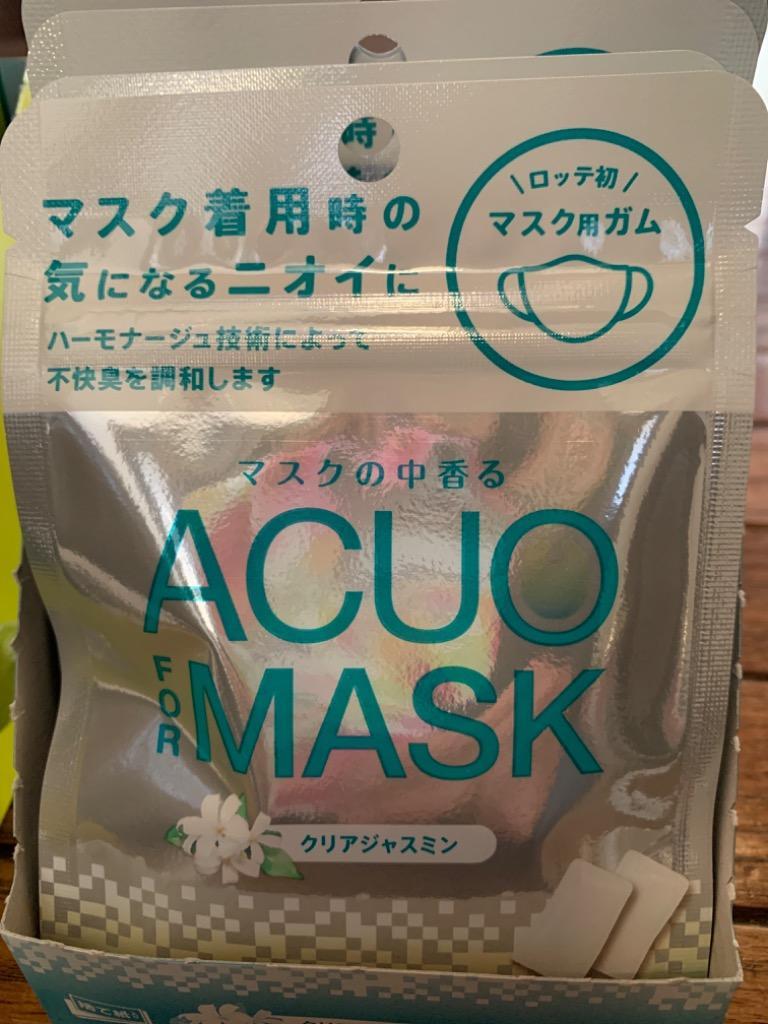 時
マスク着用時の
気になるニオイに
ハーモナージュ技術によって
不快臭を調和します
\ロッテ初/
マスク用ガム
マスクの中香る
ACUO
FOR
MASK
クリアジャスミン
捨て紙